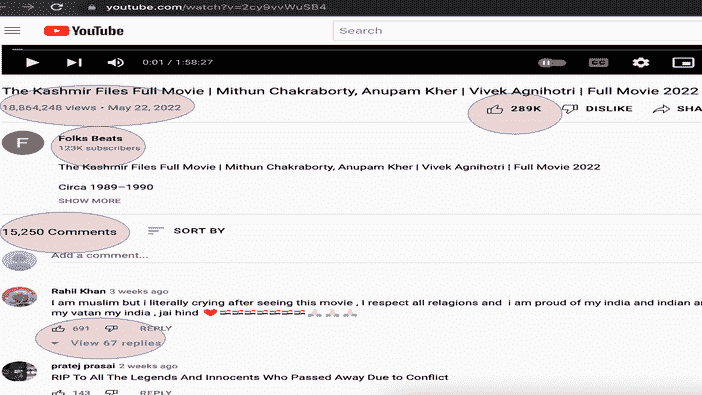 youtube.com/watch?v=2cy9vvWuSB4
YouTube
Search
0:01 / 1:58:27
CC
The Kashmir Files Full Movie | Mithun Chakraborty, Anupam Kher | Vivek Agnihotri | Full Movie 2022
18,864,248 views • May 22, 2022
289K
DISLIKE
SHA
F
Folks Beats
123K subscribers
The Kashmir Files Full Movie | Mithun Chakraborty, Anupam Kher | Vivek Agnihotri | Full Movie 2022
Circa 1989–1990
SHOW MORE
15,250 Comments
SORT BY
Add a comment...
Rahil Khan 3 weeks ago
I am muslim but i literally crying after seeing this movie , I respect all relagions and i am proud of my india and indian ar
my vatan my india , jai hind
691
REPLY
View 67 replies
pratej prasai 2 weeks ago
RIP To All The Legends And Innocents Who Passed Away Due to Conflict
143
REPLY